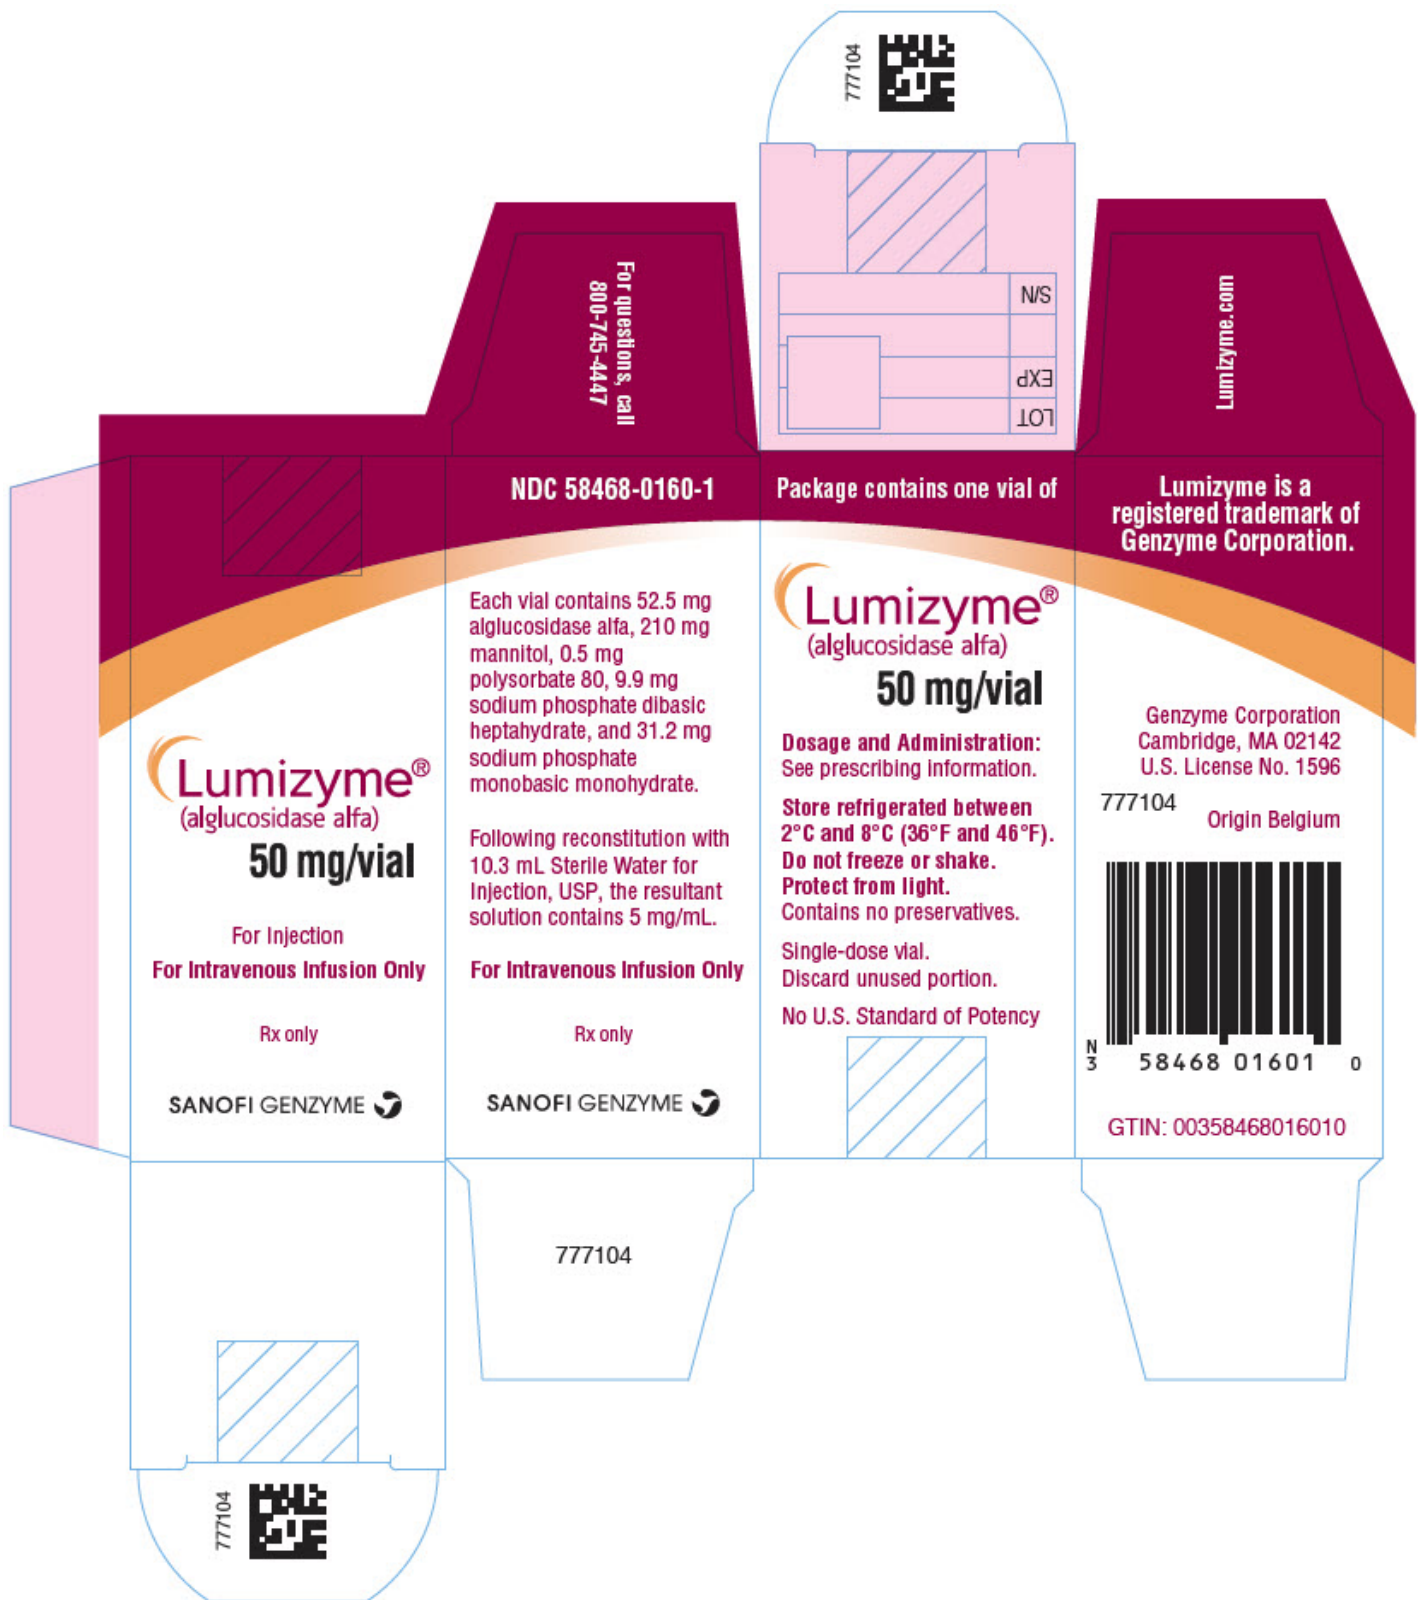 777104
S/N
EXP
LOT
For questions, call
800-745-4447
Lumizyme.com
Lumizyme®
(alglucosidase alfa)
50 mg/vial
For Injection
For Intravenous Infusion Only
Rx only
SANOFI GENZYME
NDC 58468-0160-1
Each vial contains 52.5 mg
alglucosidase alfa, 210 mg
mannitol, 0.5 mg
polysorbate 80, 9.9 mg
sodium phosphate dibasic
heptahydrate, and 31.2 mg
sodium phosphate
monobasic monohydrate.
Following reconstitution with
10.3 mL Sterile Water for
Injection, USP, the resultant
solution contains 5 mg/mL.
For Intravenous Infusion Only
Rx only
SANOFI GENZYME
Package contains one vial of
Lumizyme®
(alglucosidase alfa)
50 mg/vial
Dosage and Administration:
See prescribing information.
Store refrigerated between
2°C and 8°C (36°F and 46°F).
Do not freeze or shake.
Protect from light.
Contains no preservatives.
Single-dose vial.
Discard unused portion.
No U.S. Standard of Potency
Lumizyme is a
registered trademark of
Genzyme Corporation.
Genzyme Corporation
Cambridge, MA 02142
U.S. License No. 1596
777104
Origin Belgium
N
3 58468 01601 0
GTIN: 00358468016010
777104
777104